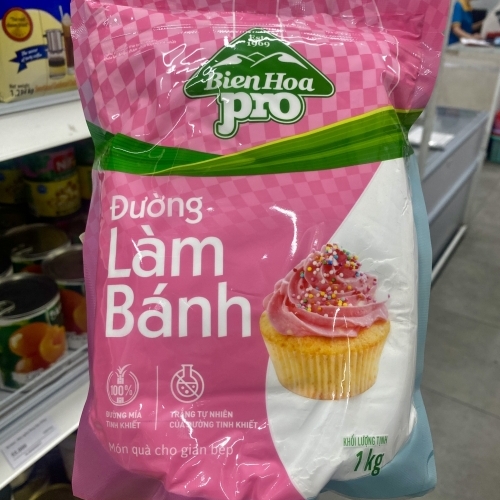 Est.
1969
Bien Hoa
pro
Đường
Làm
Bánh
100%
ĐƯỜNG MÍA
TINH KHIẾT
TRẮNG TỰ NHIÊN
CỦA ĐƯỜNG TINH KHIẾT
Món quà cho gian bếp
KHỐI LƯỢNG TỊNH
1 kg